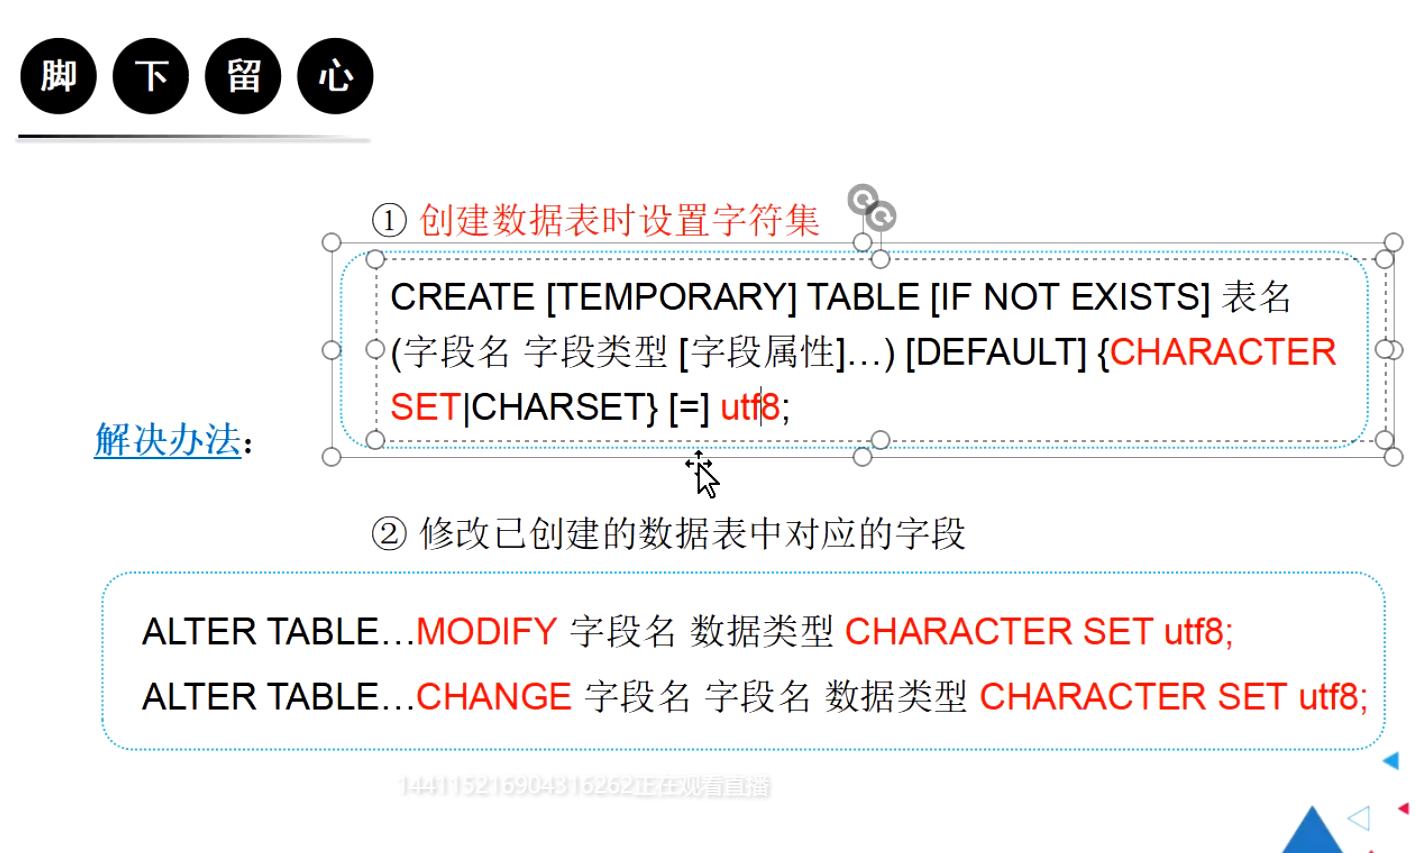 脚下留心
① 创建数据表时设置字符集
CREATE [TEMPORARY] TABLE [IF NOT EXISTS] 表名
(字段名 字段类型 [字段属性]…) [DEFAULT] {CHARACTER
SET|CHARSET} [=] utf8;
解决办法：
② 修改已创建的数据表中对应的字段
ALTER TABLE…MODIFY 字段名 数据类型 CHARACTER SET utf8;
ALTER TABLE…CHANGE 字段名 字段名 数据类型 CHARACTER SET utf8;
144115216904316262正在观看直播